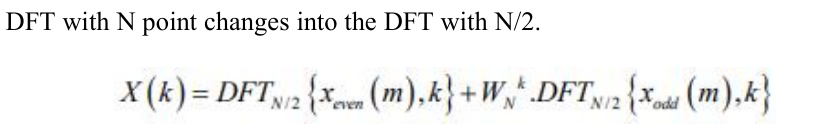 DFT with N point changes into the DFT with N/2.
X(k) = DFT_{N/2} {x_{even} (m),k} + W_N^k .DFT_{N/2} {x_{odd} (m),k}